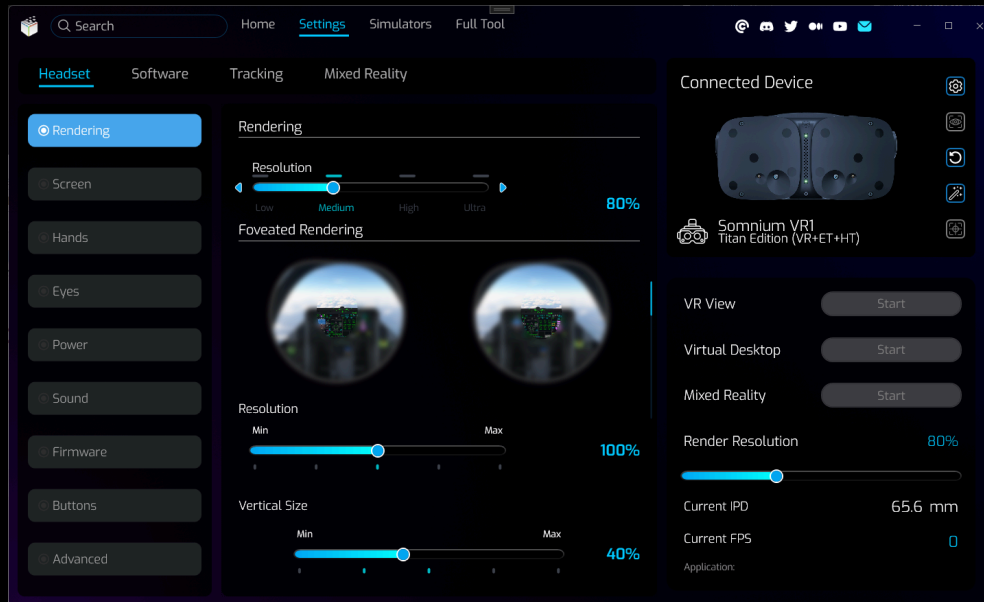 Search
Home
Settings
Simulators
Full Tool
Headset
Software
Tracking
Mixed Reality
Rendering
Screen
Hands
Eyes
Power
Sound
Firmware
Buttons
Advanced
Rendering
Resolution
Low
Medium
High
Ultra
80%
Foveated Rendering
Resolution
Min
Max
100%
Vertical Size
Min
Max
40%
Connected Device
Somnium VR1
Titan Edition (VR+ET+HT)
VR View
Start
Virtual Desktop
Start
Mixed Reality
Start
Render Resolution
80%
Current IPD
65.6 mm
Current FPS
0
Application: